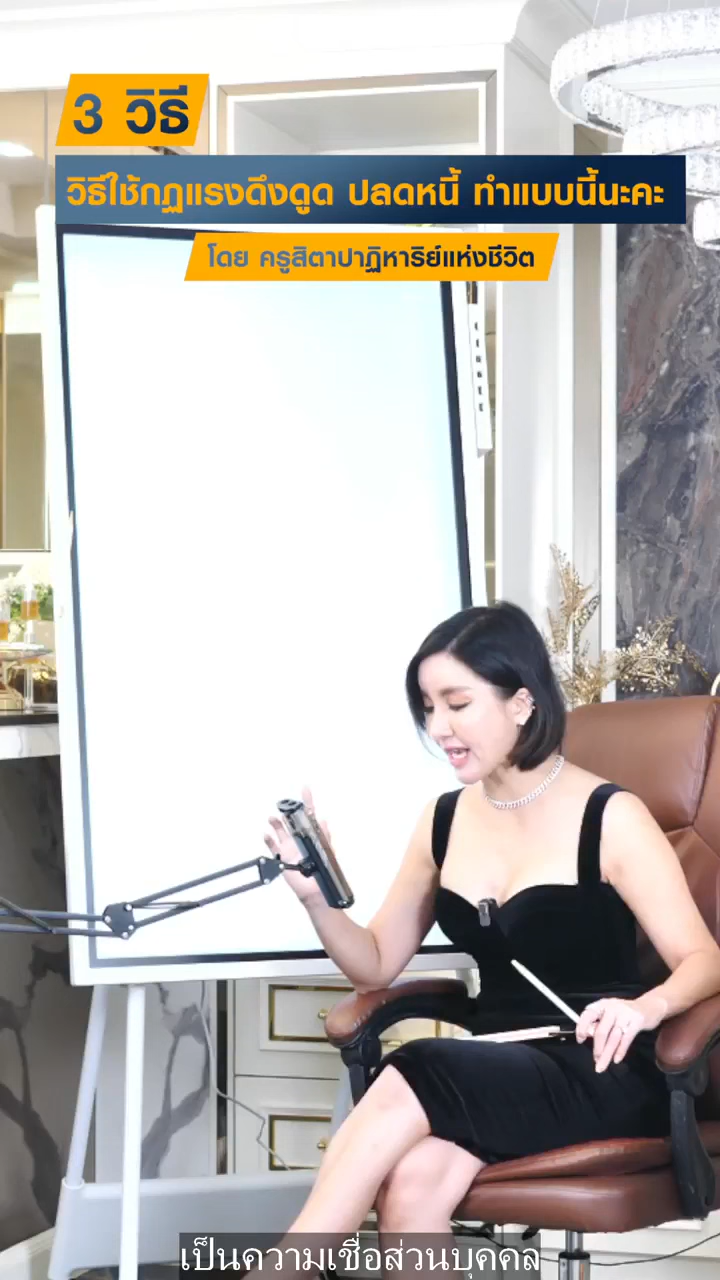 3 วิธี
วิธีใช้กฏแรงดึงดูด ปลดหนี้ ทำแบบนี้นะคะ
โดย ครูสิตาปาฏิหาริย์แห่งชีวิต
เป็นความเชื่อส่วนบุคคล